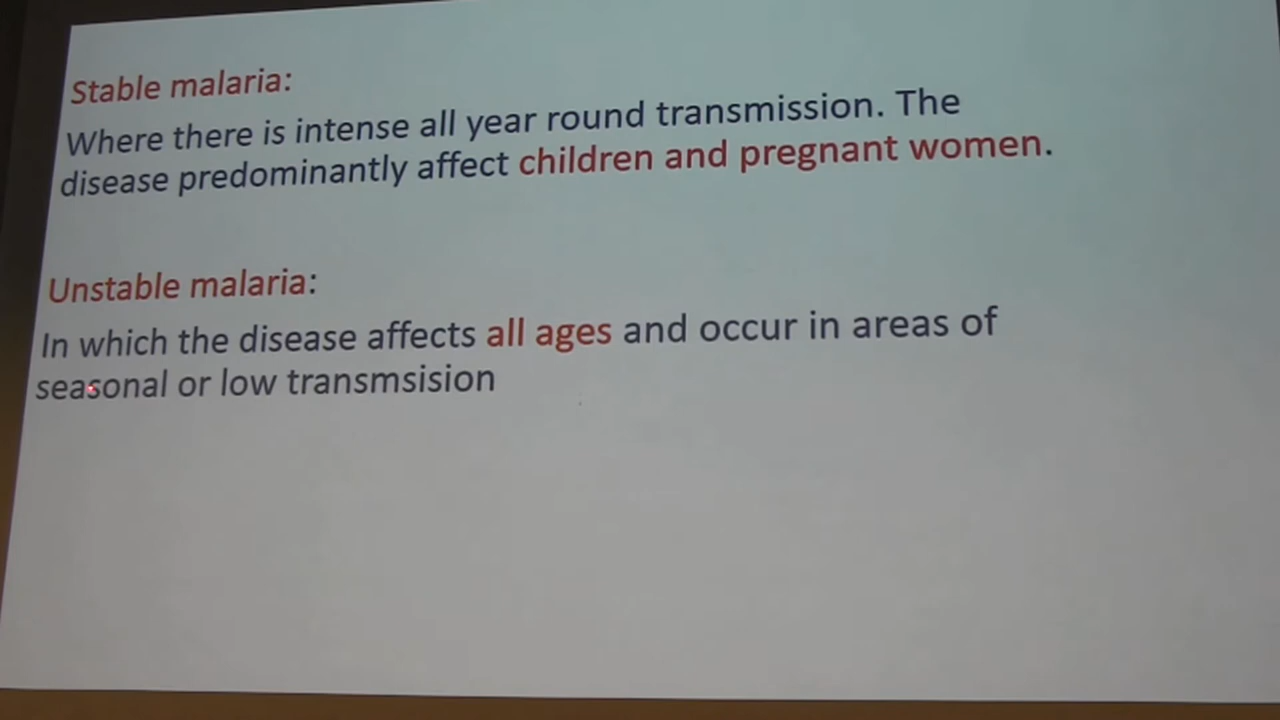 Stable malaria:
Where there is intense all year round transmission. The
disease predominantly affect children and pregnant women.
Unstable malaria:
In which the disease affects all ages and occur in areas of
seasonal or low transmsision